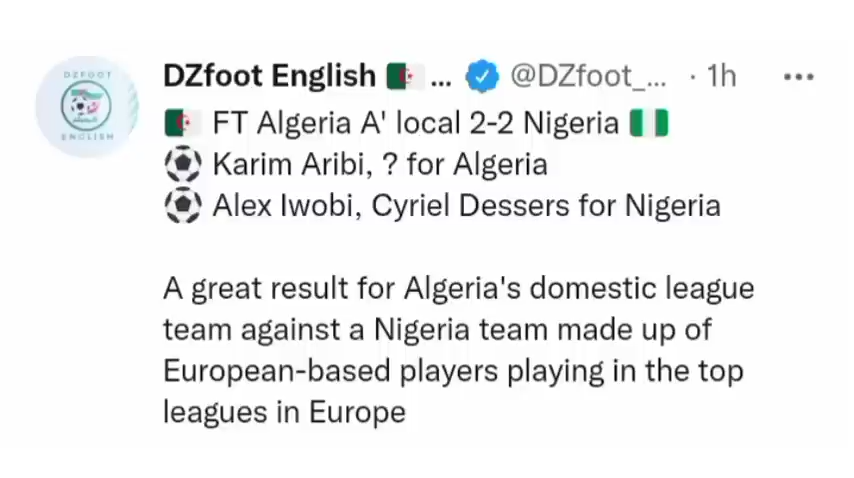 DZFOOT
ENGLISH
DZfoot English 🇩🇿 ... @DZfoot_... · 1h
🇩🇿 FT Algeria A' local 2-2 Nigeria 🇳🇬
⚽ Karim Aribi, ? for Algeria
⚽ Alex Iwobi, Cyriel Dessers for Nigeria
A great result for Algeria's domestic league
team against a Nigeria team made up of
European-based players playing in the top
leagues in Europe